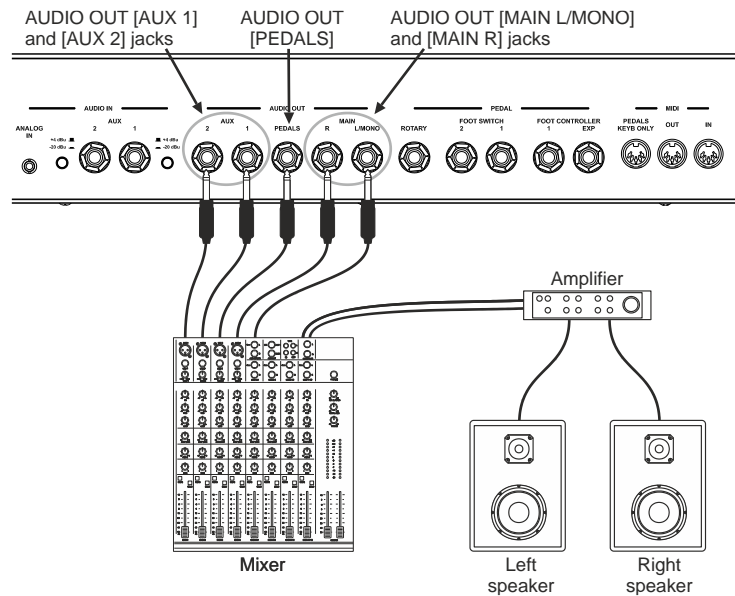 AUDIO OUT [AUX 1]
and [AUX 2] jacks
AUDIO OUT
[PEDALS]
AUDIO OUT [MAIN L/MONO]
and [MAIN R] jacks
AUDIO IN
AUDIO OUT
PEDAL
MIDI
ANALOG
IN
+4 dBu
-20 dBu
AUX
2 1
+4 dBu
-20 dBu
AUX
2 1
PEDALS
MAIN
R L/MONO
ROTARY
FOOT SWITCH
2 1
FOOT CONTROLLER
1 EXP
PEDALS
KEYB ONLY
OUT
IN
Amplifier
Mixer
Left
speaker
Right
speaker